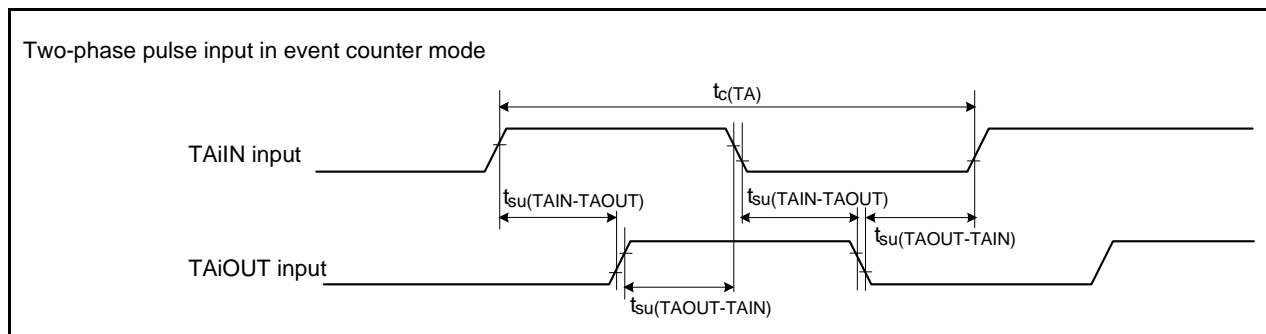 Two-phase pulse input in event counter mode
tc(TA)
TAiIN input
tsu(TAIN-TAOUT)
tsu(TAIN-TAOUT)
tsu(TAOUT-TAIN)
TAiOUT input
tsu(TAOUT-TAIN)